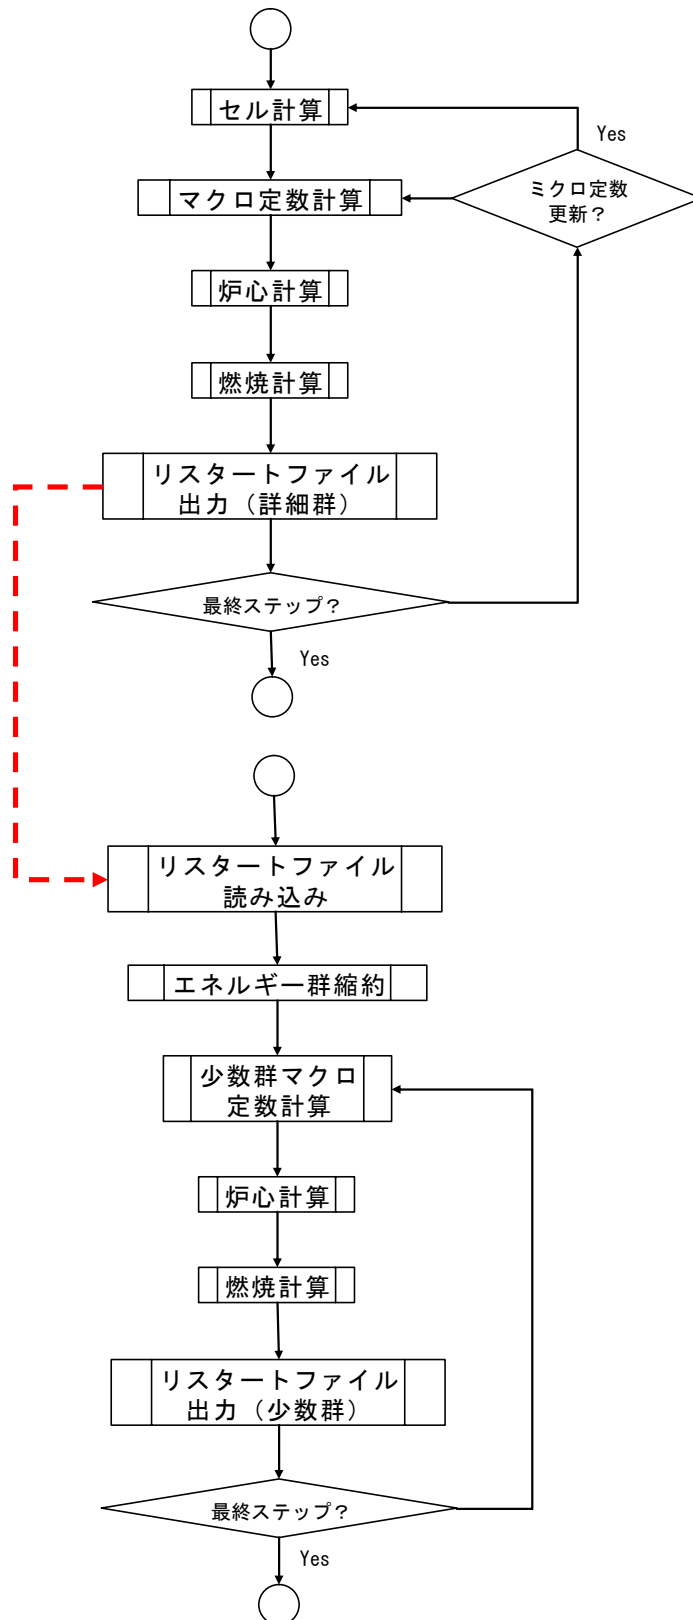 セル計算
Yes
マクロ定数計算
ミクロ定数
更新？
炉心計算
燃焼計算
リスタートファイル
出力（詳細群）
最終ステップ？
Yes
リスタートファイル
読み込み
エネルギー群縮約
少数群マクロ
定数計算
炉心計算
燃焼計算
リスタートファイル
出力（少数群）
最終ステップ？
Yes